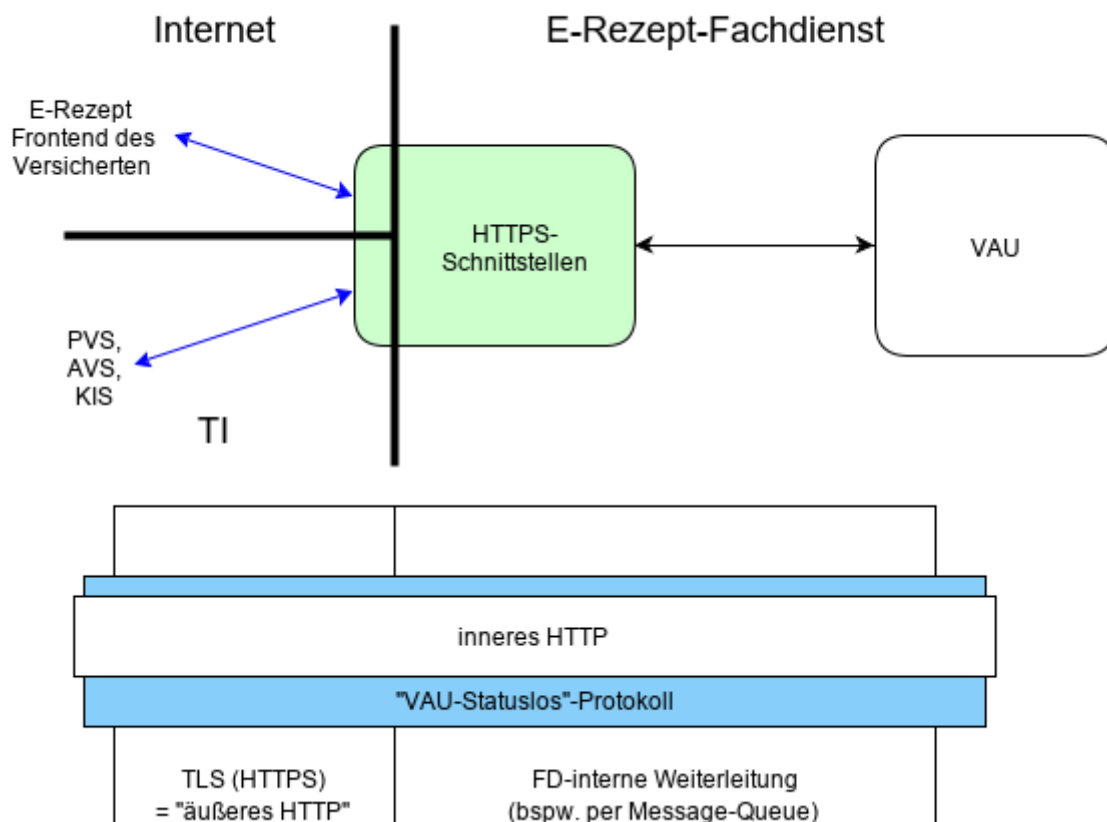 Internet
E-Rezept-Fachdienst
E-Rezept
Frontend des
Versicherten
HTTPS-
Schnittstellen
VAU
PVS,
AVS,
KIS
TI
inneres HTTP
"VAU-Statuslos"-Protokoll
TLS (HTTPS)
= "äußeres HTTP"
FD-interne Weiterleitung
(bspw. per Message-Queue)